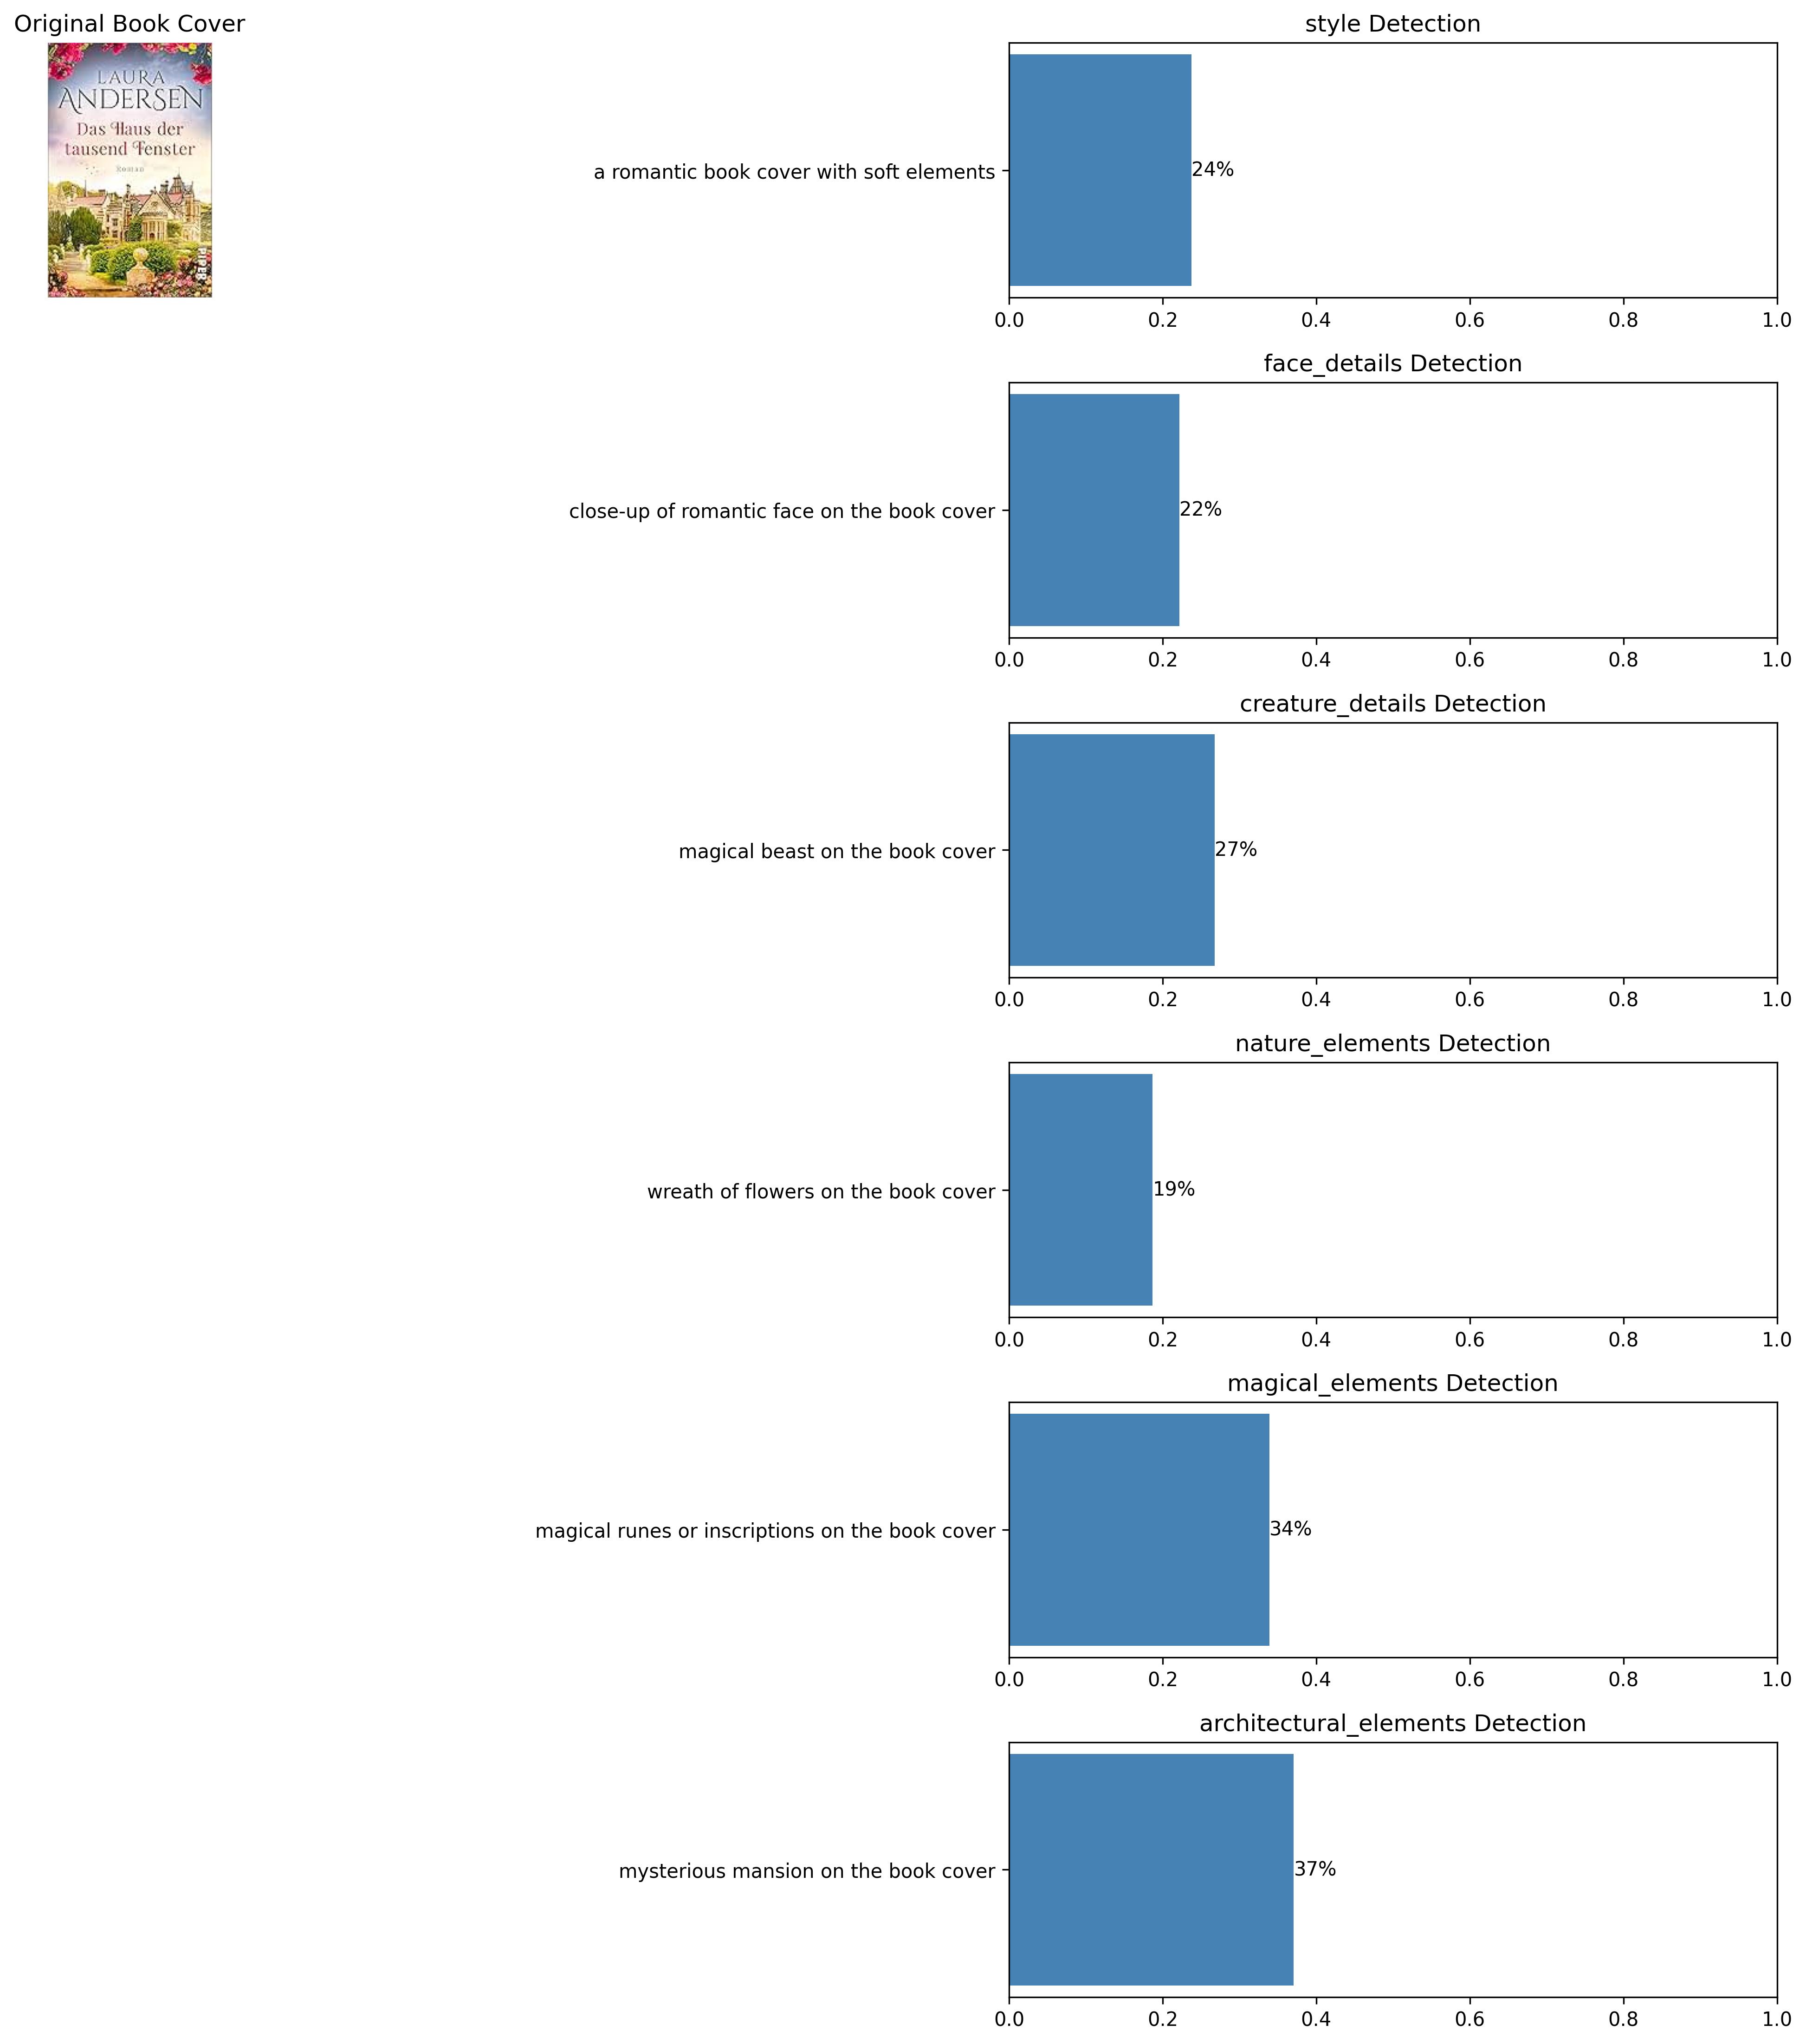 Original Book Cover
LAURA
ANDERSEN
Das Haus der
tausend Fenster
Roman
PIPER
style Detection
a romantic book cover with soft elements
24%
0.0 0.2 0.4 0.6 0.8 1.0
face_details Detection
close-up of romantic face on the book cover
22%
0.0 0.2 0.4 0.6 0.8 1.0
creature_details Detection
magical beast on the book cover
27%
0.0 0.2 0.4 0.6 0.8 1.0
nature_elements Detection
wreath of flowers on the book cover
19%
0.0 0.2 0.4 0.6 0.8 1.0
magical_elements Detection
magical runes or inscriptions on the book cover
34%
0.0 0.2 0.4 0.6 0.8 1.0
architectural_elements Detection
mysterious mansion on the book cover
37%
0.0 0.2 0.4 0.6 0.8 1.0